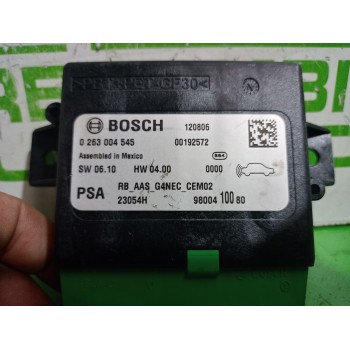 BOSCH
120806
0 263 004 545
00192572
Assembled in Mexico
SW 06.10 HW 04.00 0000
PSA
RB_AAS_G4NEC_CEM02
23054H
98004 100 80